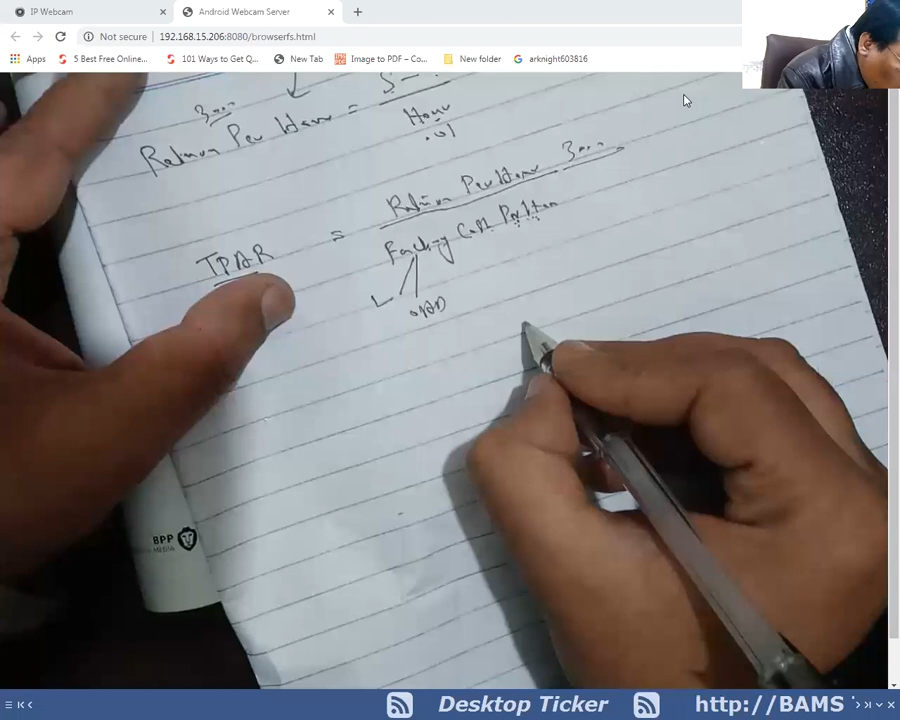 IP Webcam × Android Webcam Server × +
Not secure | 192.168.15.206:8080/browserfs.html
Apps 5 Best Free Online... 101 Ways to Get Q... New Tab Image to PDF – Co... New folder arknight603816
Return Per Hour =
Hour
.01
TPAR = Return Per Hour
Factory Cost Per Hour
BPP
MEDIA
Desktop Ticker http://BAMS